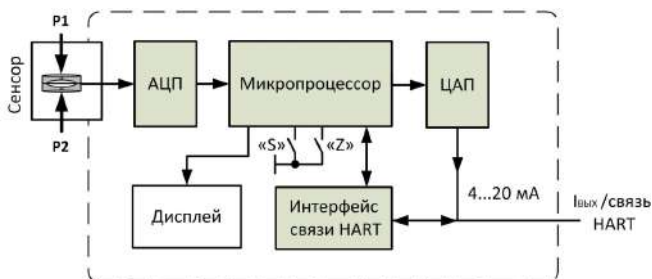 P1
Сенсор
P2
АЦП
Микропроцессор
ЦАП
«S»
«Z»
Дисплей
Интерфейс
связи HART
4...20 мА
Iвых /связь
HART